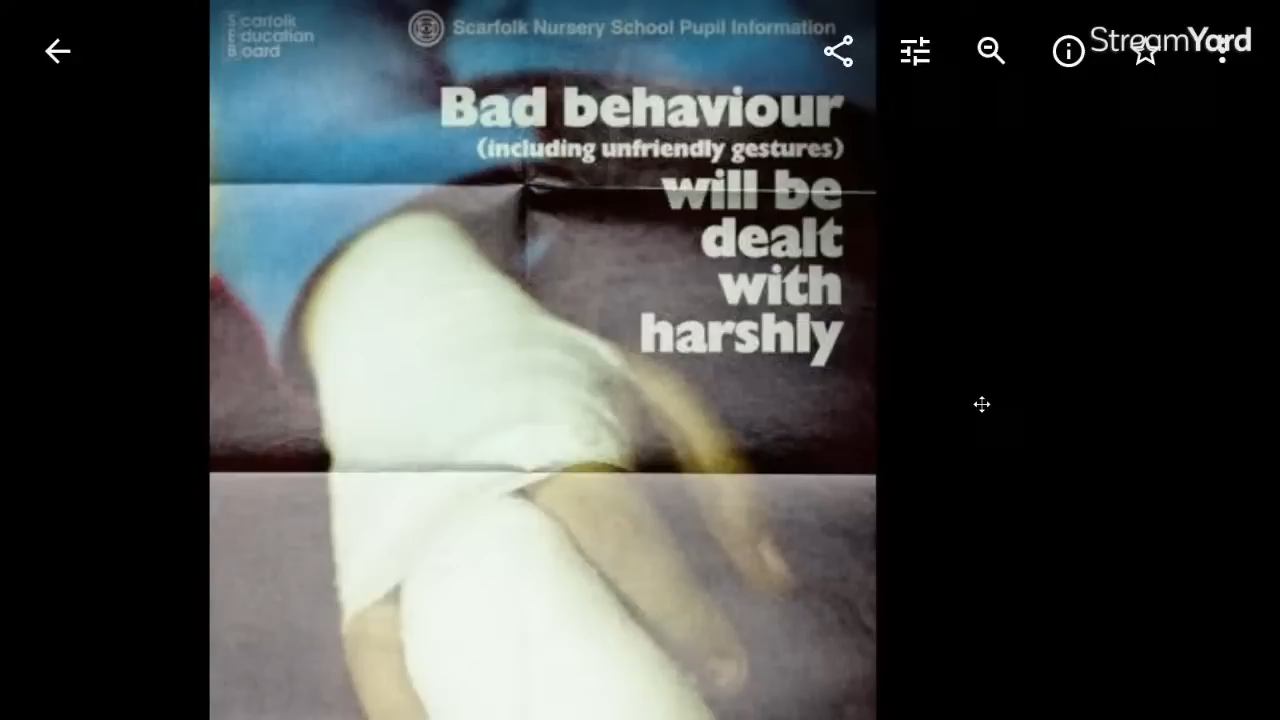 Scarfolk
Education
Board
Scarfolk Nursery School Pupil Information
StreamYard
Bad behaviour
(including unfriendly gestures)
will be
dealt
with
harshly